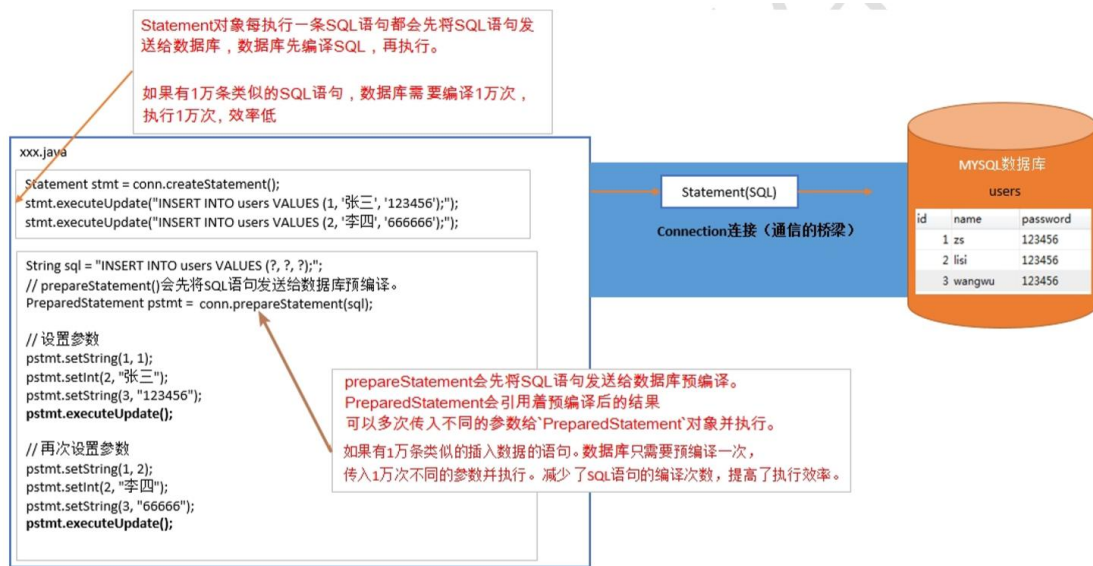 Statement对象每执行一条SQL语句都会先将SQL语句发
送给数据库，数据库先编译SQL，再执行。
如果有1万条类似的SQL语句，数据库需要编译1万次，
执行1万次，效率低
xxx.java
Statement stmt = conn.createStatement();
stmt.executeUpdate("INSERT INTO users VALUES (1, '张三', '123456');");
stmt.executeUpdate("INSERT INTO users VALUES (2, '李四', '666666');");
String sql = "INSERT INTO users VALUES (?, ?, ?);";
// prepareStatement()会先将SQL语句发送给数据库预编译。
PreparedStatement pstmt = conn.prepareStatement(sql);
// 设置参数
pstmt.setString(1, 1);
pstmt.setInt(2, "张三");
pstmt.setString(3, "123456");
pstmt.executeUpdate();
// 再次设置参数
pstmt.setString(1, 2);
pstmt.setInt(2, "李四");
pstmt.setString(3, "66666");
pstmt.executeUpdate();
prepareStatement会先将SQL语句发送给数据库预编译。
PreparedStatement会引用着预编译后的结果
可以多次传入不同的参数给`PreparedStatement`对象并执行。
如果有1万条类似的插入数据的语句。数据库只需要预编译一次，
传入1万次不同的参数并执行。减少了SQL语句的编译次数，提高了执行效率。
Statement(SQL)
Connection连接（通信的桥梁）
MYSQL数据库
users
id name password
1 zs 123456
2 lisi 123456
3 wangwu 123456